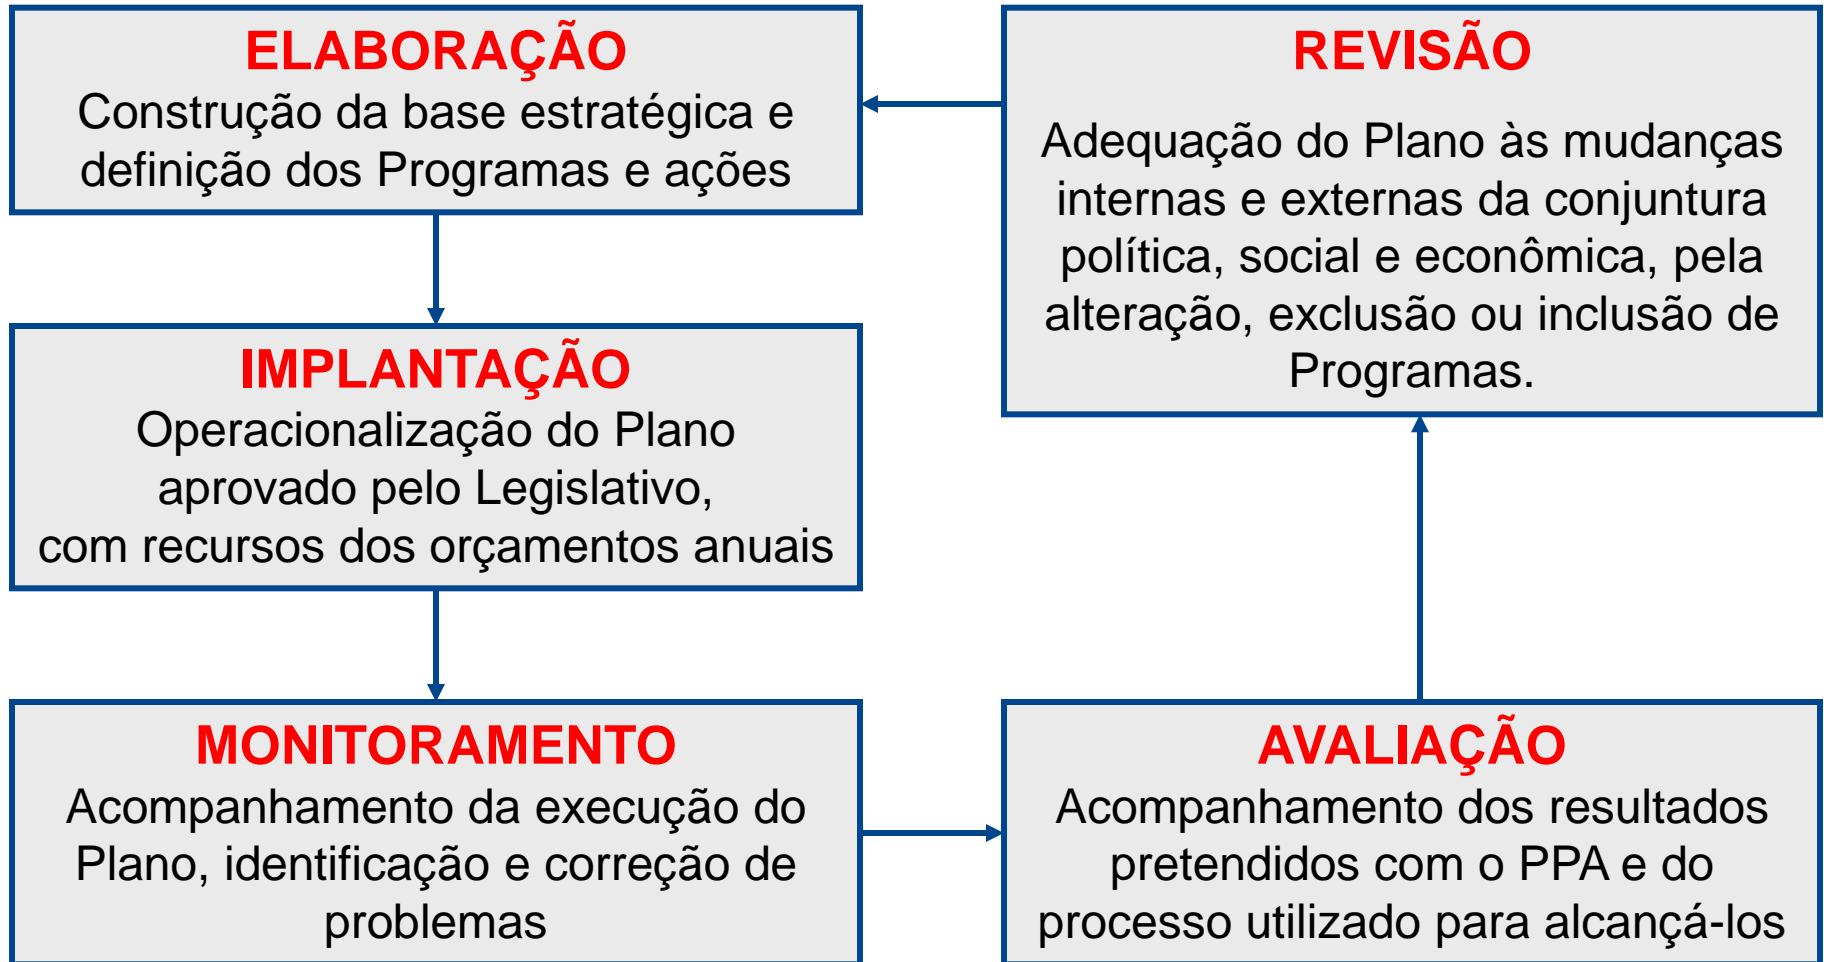 ELABORAÇÃO
Construção da base estratégica e
definição dos Programas e ações
IMPLANTAÇÃO
Operacionalização do Plano
aprovado pelo Legislativo,
com recursos dos orçamentos anuais
MONITORAMENTO
Acompanhamento da execução do
Plano, identificação e correção de
problemas
AVALIAÇÃO
Acompanhamento dos resultados
pretendidos com o PPA e do
processo utilizado para alcançá-los
REVISÃO
Adequação do Plano às mudanças
internas e externas da conjuntura
política, social e econômica, pela
alteração, exclusão ou inclusão de
Programas.